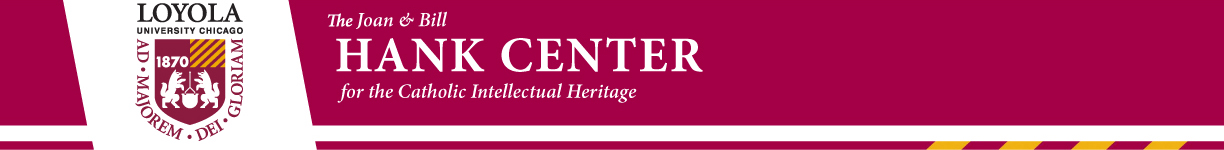 LOYOLA
UNIVERSITY CHICAGO
1870
AD • MAJOREM • DEI • GLORIAM
The Joan & Bill
HANK CENTER
for the Catholic Intellectual Heritage